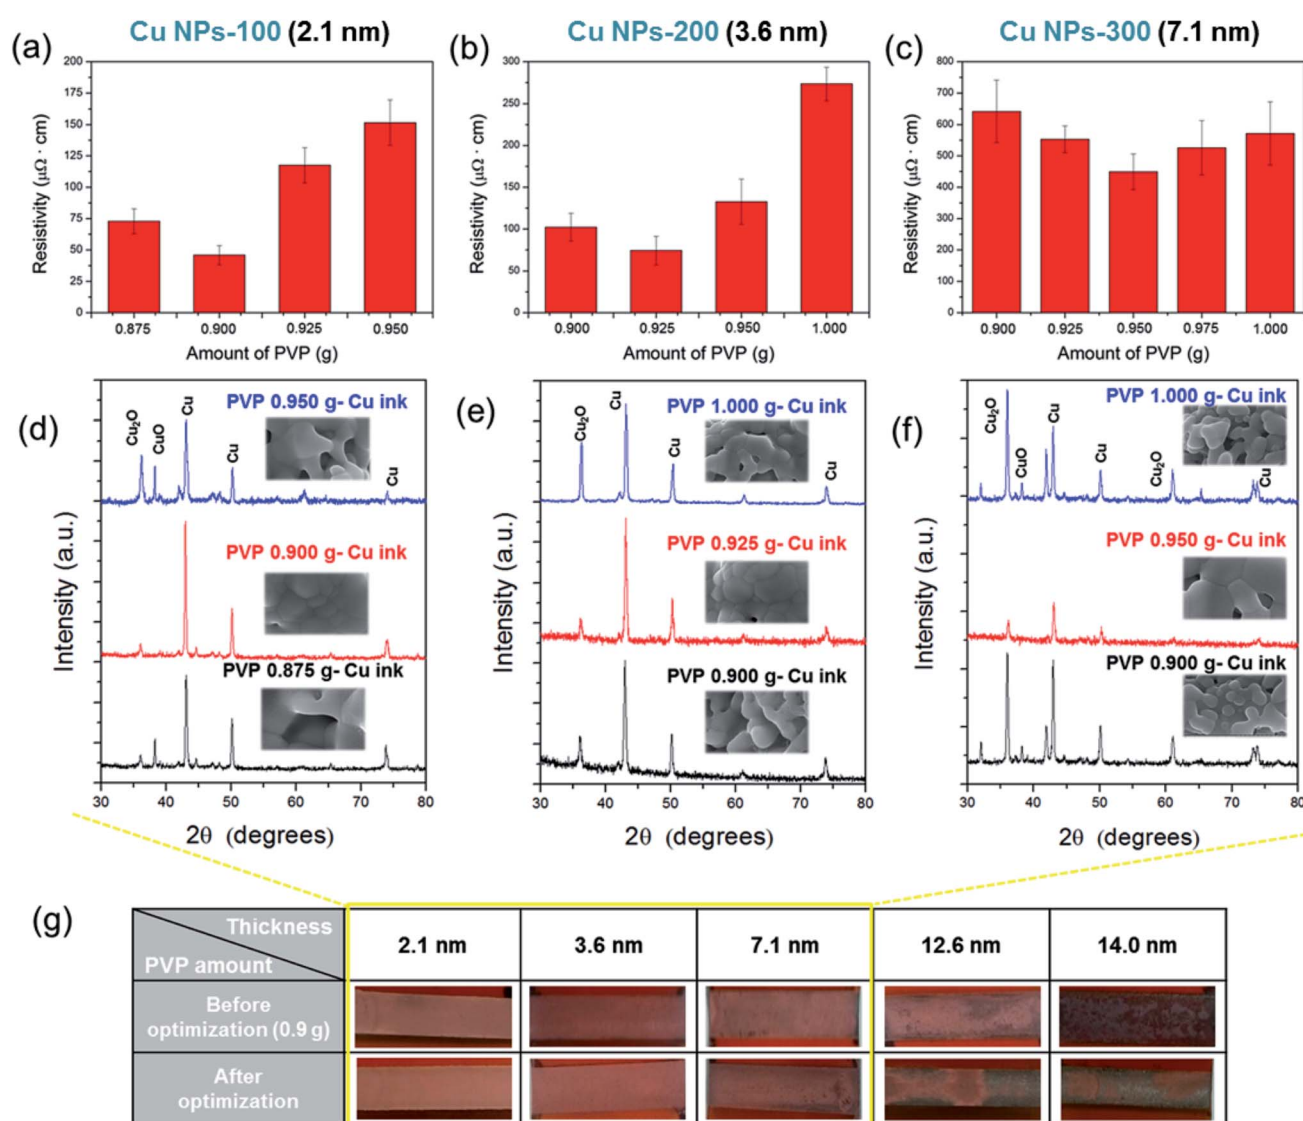 Cu NPs-100 (2.1 nm)
Cu NPs-200 (3.6 nm)
Cu NPs-300 (7.1 nm)
(a)
200
175
150
125
100
75
50
25
0
Resistivity (μΩ · cm)
0.875 0.900 0.925 0.950
Amount of PVP (g)
(b)
300
250
200
150
100
50
0
Resistivity (μΩ · cm)
0.900 0.925 0.950 1.000
Amount of PVP (g)
(c)
800
700
600
500
400
300
200
100
0
Resistivity (μΩ · cm)
0.900 0.925 0.950 0.975 1.000
Amount of PVP (g)
(d)
PVP 0.950 g- Cu ink
Cu₂O
CuO
Cu
Cu
Cu
PVP 0.900 g- Cu ink
PVP 0.875 g- Cu ink
Intensity (a.u.)
30 40 50 60 70 80
2θ (degrees)
(e)
PVP 1.000 g- Cu ink
Cu₂O
Cu
Cu
Cu
PVP 0.925 g- Cu ink
PVP 0.900 g- Cu ink
Intensity (a.u.)
30 40 50 60 70 80
2θ (degrees)
(f)
PVP 1.000 g- Cu ink
Cu₂O
CuO
Cu
Cu
Cu₂O
Cu
PVP 0.950 g- Cu ink
PVP 0.900 g- Cu ink
Intensity (a.u.)
30 40 50 60 70 80
2θ (degrees)
(g)
Thickness
PVP amount
2.1 nm 3.6 nm 7.1 nm 12.6 nm 14.0 nm
Before
optimization (0.9 g)
After
optimization